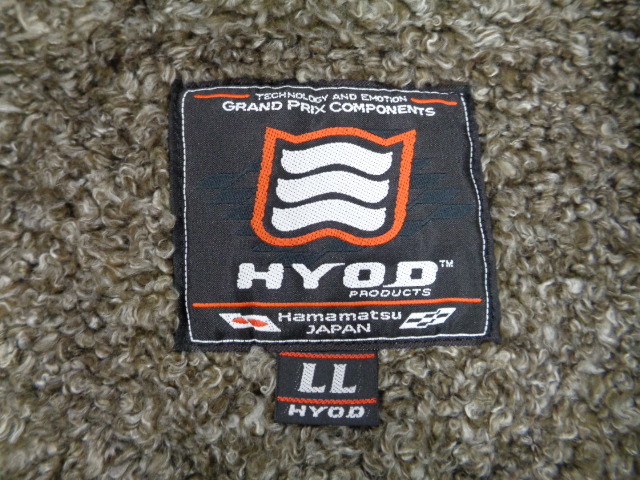 TECHNOLOGY AND EMOTION
GRAND PRIX COMPONENTS
HYOD™
PRODUCTS
Hamamatsu
JAPAN
LL
HYOD